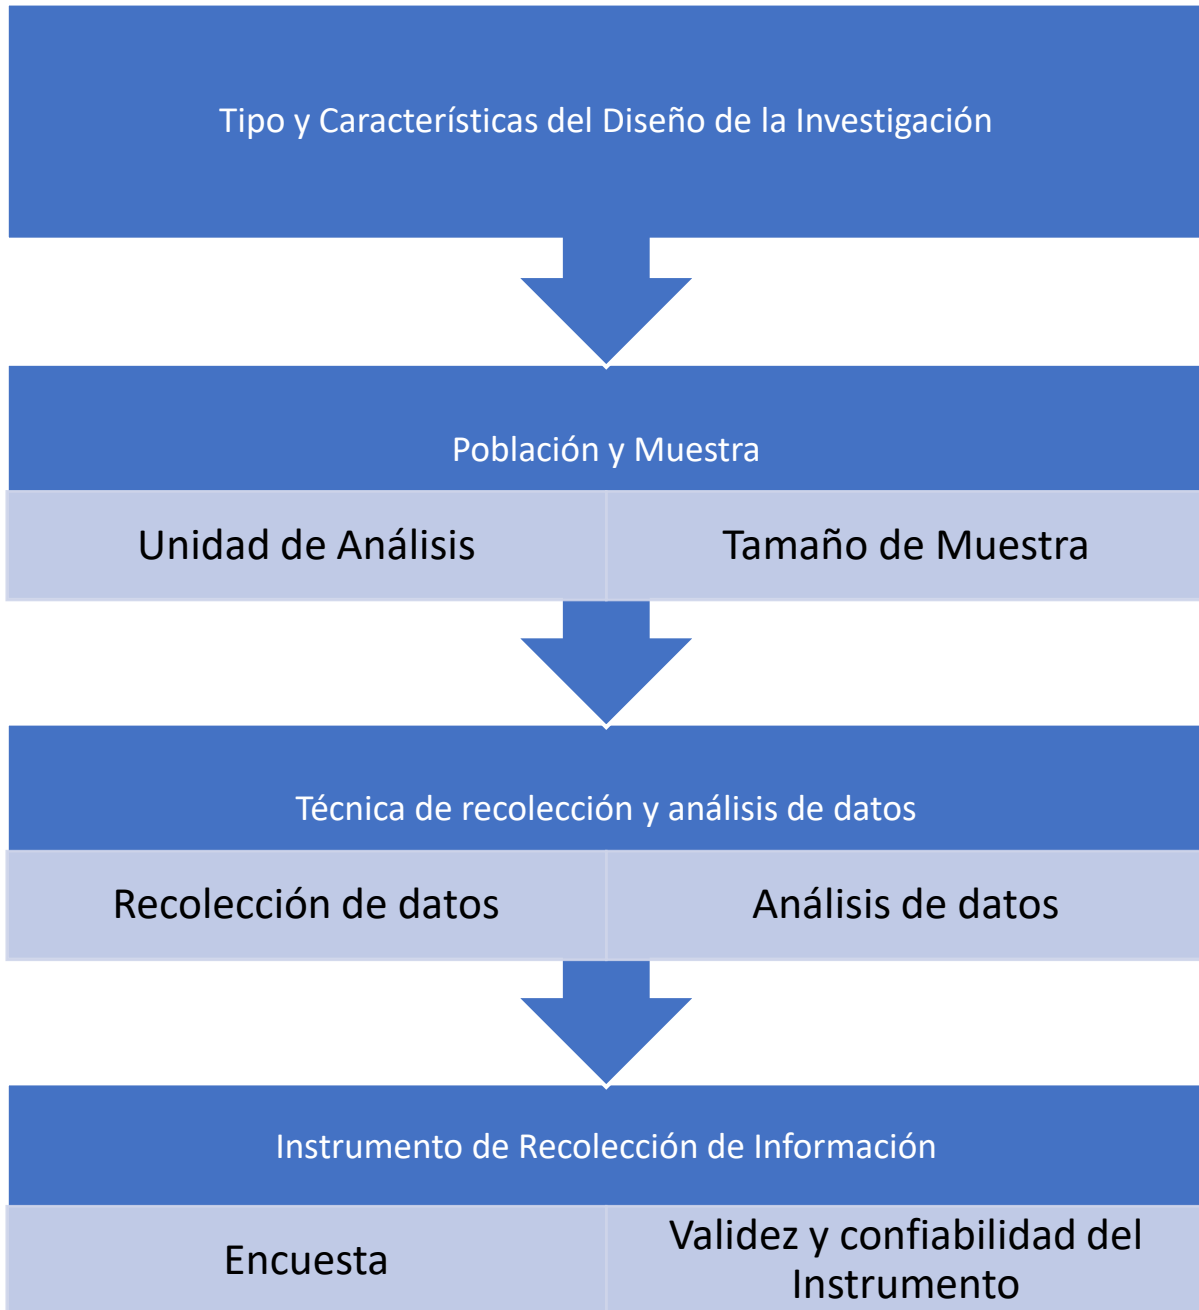 Tipo y Características del Diseño de la Investigación
Población y Muestra
Unidad de Análisis
Tamaño de Muestra
Técnica de recolección y análisis de datos
Recolección de datos
Análisis de datos
Instrumento de Recolección de Información
Encuesta
Validez y confiabilidad del
Instrumento